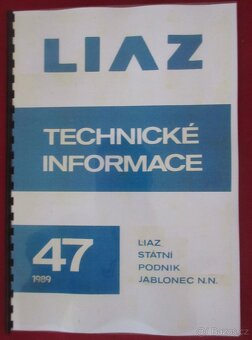 LIAZ
TECHNICKÉ
INFORMACE
47
1989
LIAZ
STÁTNÍ
PODNIK
JABLONEC N.N.